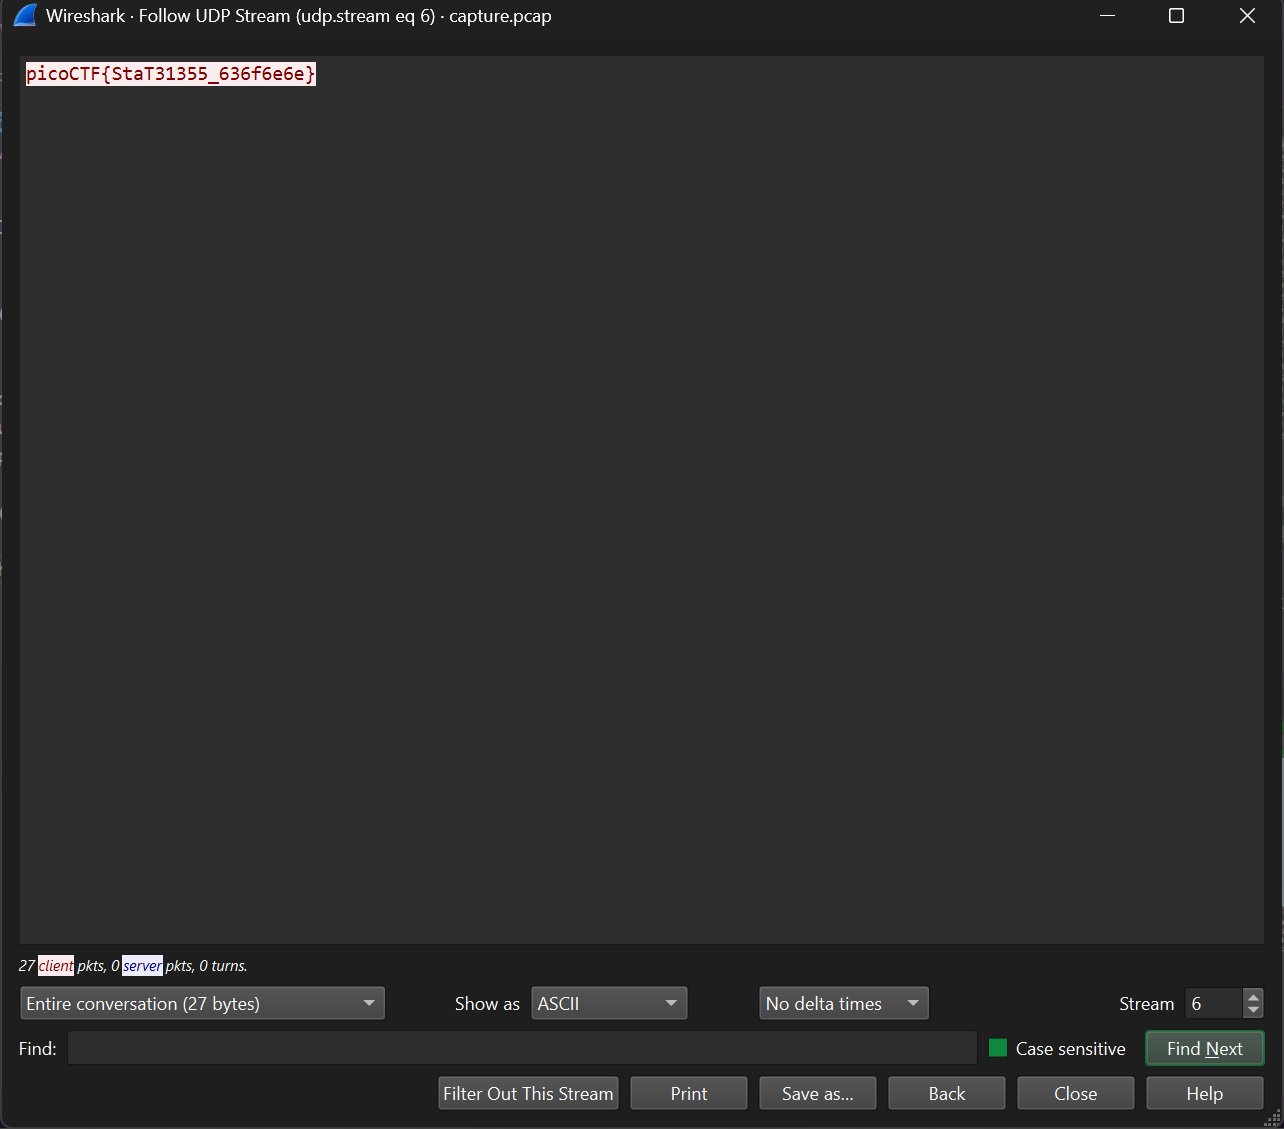 Wireshark · Follow UDP Stream (udp.stream eq 6) · capture.pcap
picoCTF{StaT31355_636f6e6e}
27 client pkts, 0 server pkts, 0 turns.
Entire conversation (27 bytes) Show as ASCII No delta times Stream 6
Find: Case sensitive Find Next
Filter Out This Stream Print Save as... Back Close Help